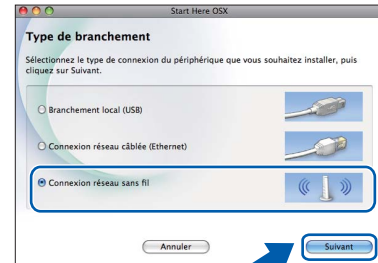 Start Here OSX
Type de branchement
Sélectionnez le type de connexion du périphérique que vous souhaitez installer, puis
cliquez sur Suivant.
Branchement local (USB)
Connexion réseau câblée (Ethernet)
Connexion réseau sans fil
Annuler
Suivant